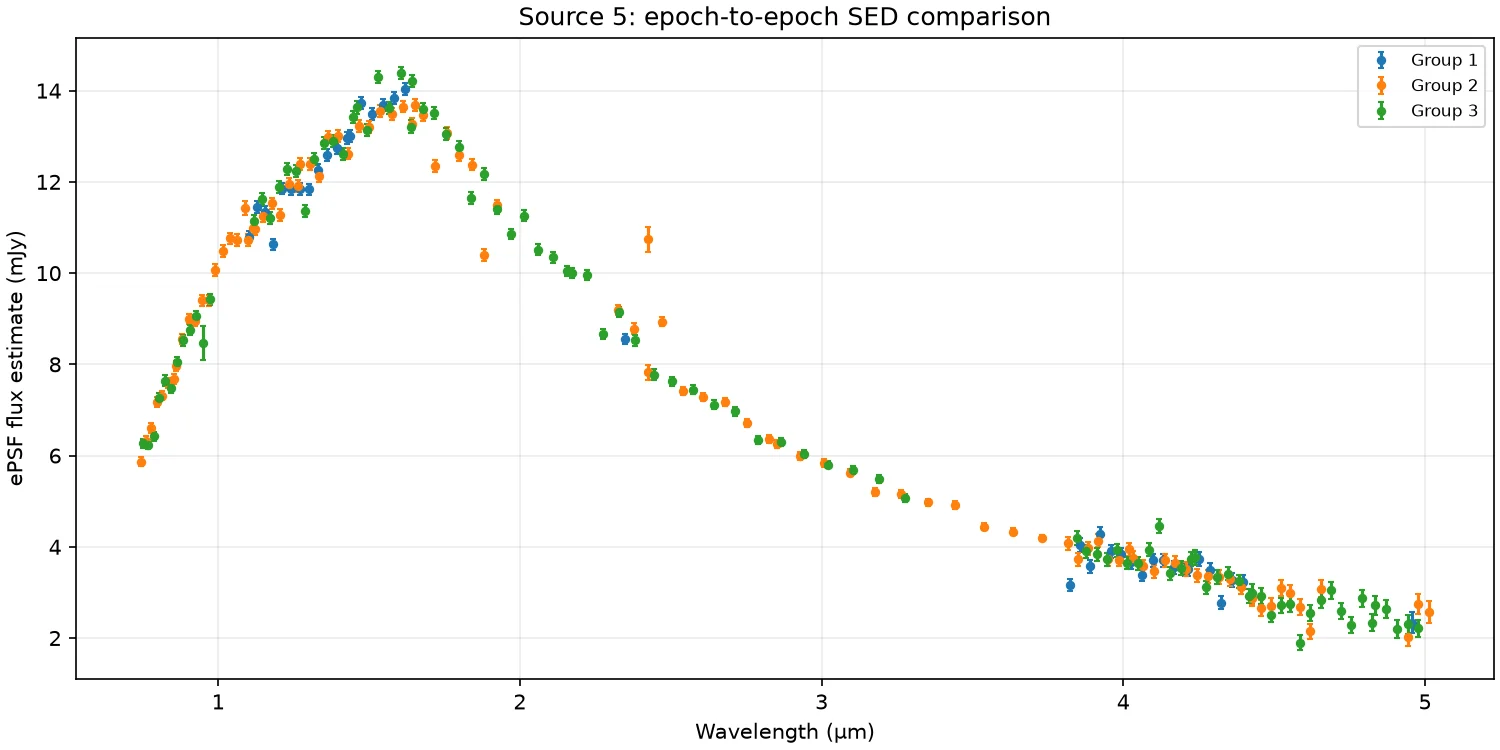 Source 5: epoch-to-epoch SED comparison
Group 1
Group 2
Group 3
ePSF flux estimate (mJy)
14
12
10
8
6
4
2
1
2
3
4
5
Wavelength (μm)